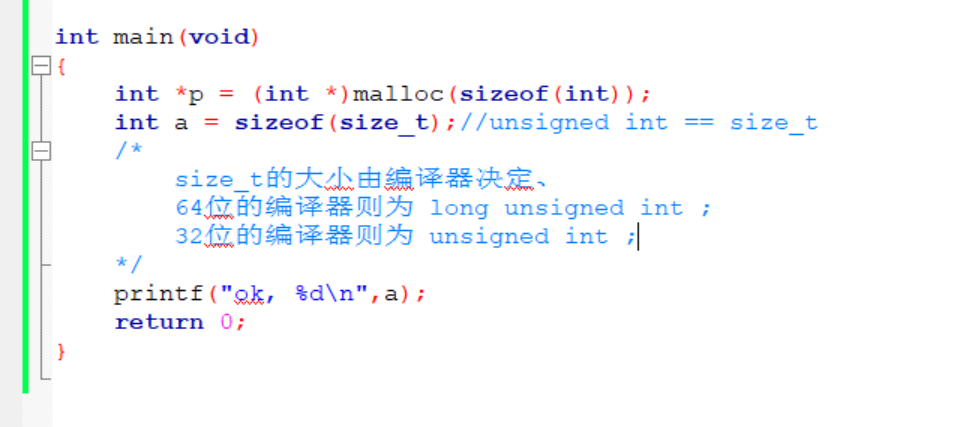 int main(void)
{
int *p = (int *)malloc(sizeof(int));
int a = sizeof(size_t);//unsigned int == size_t
/*
size_t的大小由编译器决定、
64位的编译器则为 long unsigned int ;
32位的编译器则为 unsigned int ;
*/
printf("ok, %d\n",a);
return 0;
}